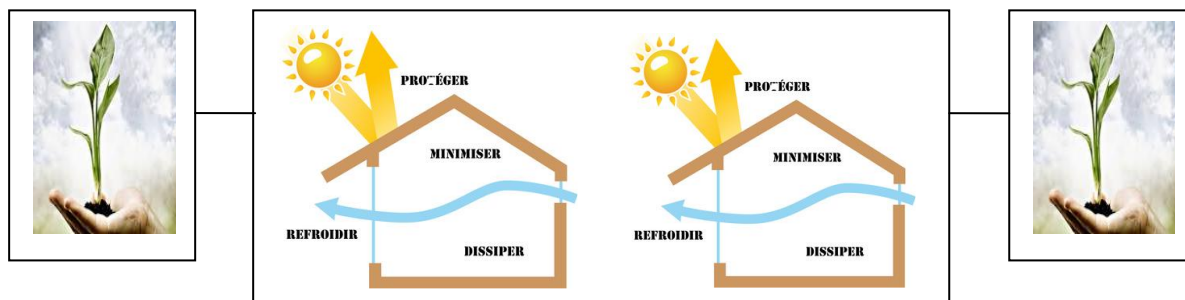 PROTÉGER
MINIMISER
REFROIDIR
DISSIPER
PROTÉGER
MINIMISER
REFROIDIR
DISSIPER